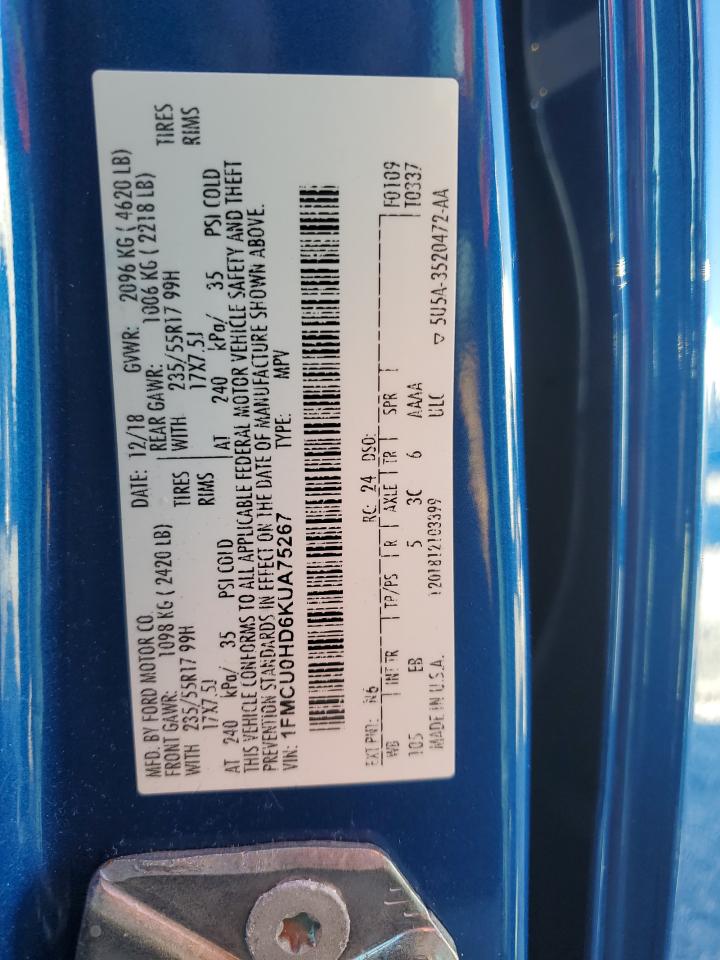 MFD. BY FORD MOTOR CO. DATE: 12/18 GVWR: 2096 KG ( 4620 LB)
FRONT GAWR: 1098 KG ( 2420 LB) REAR GAWR: 1006 KG ( 2218 LB)
WITH 235/55R17 99H TIRES WITH 235/55R17 99H TIRES
17X7.5J RIMS 17X7.5J RIMS
AT 240 kPa/ 35 PSI COLD AT 240 kPa/ 35 PSI COLD
THIS VEHICLE CONFORMS TO ALL APPLICABLE FEDERAL MOTOR VEHICLE SAFETY AND THEFT
PREVENTION STANDARDS IN EFFECT ON THE DATE OF MANUFACTURE SHOWN ABOVE.
VIN: 1FMCU0HD6KUA75267 TYPE: MPV
EXT PNT: N6 RC: 24 DSO: F0109
WB INT TR TP/PS R AXLE TR SPR T0337
105 EB 5 3C 6 AAAA
MADE IN U.S.A. 1201812103399 ULC ▽ 5U5A-3520472-AA